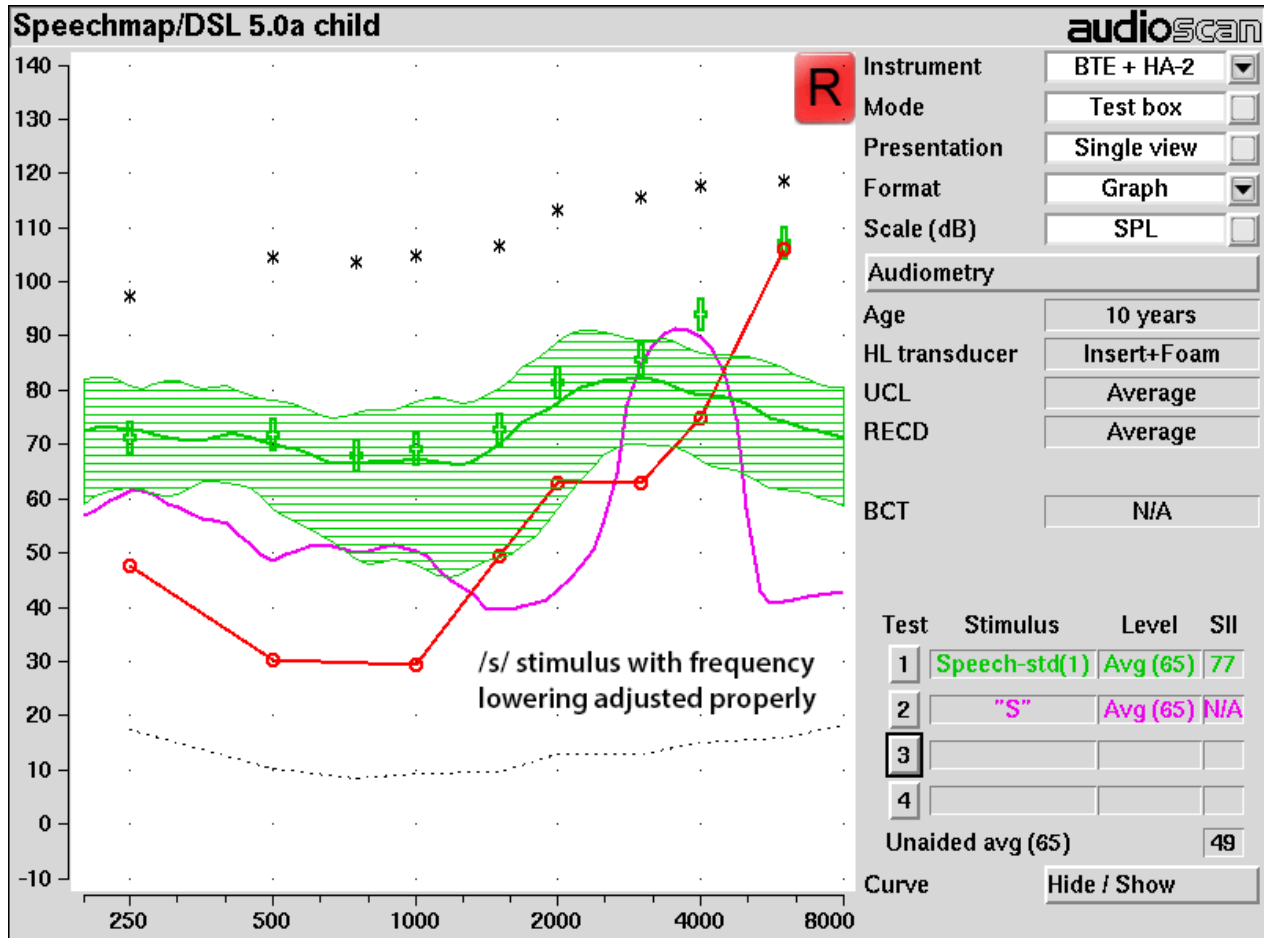 Speechmap/DSL 5.0a child
audioscan
140
130
120
110
100
90
80
70
60
50
40
30
20
10
0
-10
250 500 1000 2000 4000 8000
R
/s/ stimulus with frequency
lowering adjusted properly
Instrument BTE + HA-2
Mode Test box
Presentation Single view
Format Graph
Scale (dB) SPL
Audiometry
Age 10 years
HL transducer Insert+Foam
UCL Average
RECD Average
BCT N/A
Test Stimulus Level SII
1 Speech-std(1) Avg (65) 77
2 "S" Avg (65) N/A
3
4
Unaided avg (65) 49
Curve Hide / Show